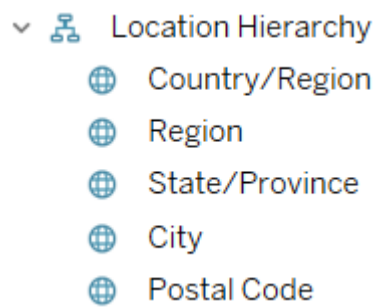 Location Hierarchy
Country/Region
Region
State/Province
City
Postal Code